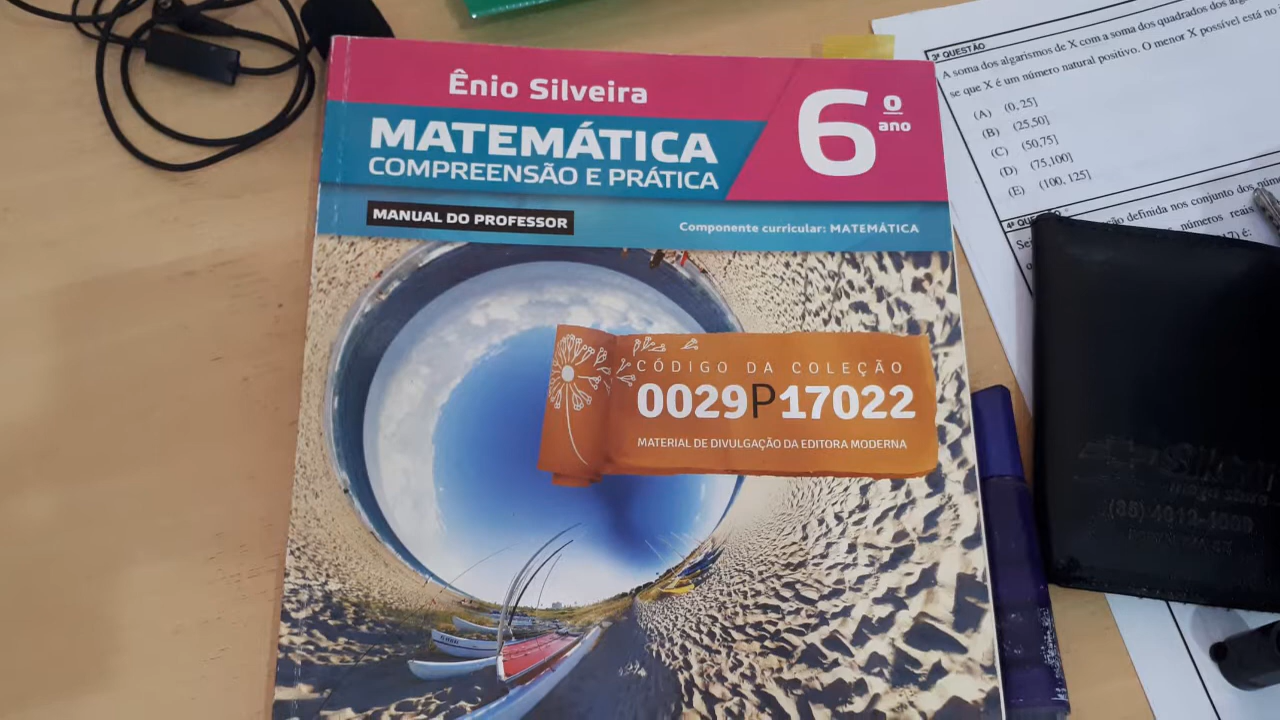 Ênio Silveira
MATEMÁTICA
COMPREENSÃO E PRÁTICA
6º
ano
MANUAL DO PROFESSOR
Componente curricular: MATEMÁTICA
CÓDIGO DA COLEÇÃO
0029P17022
MATERIAL DE DIVULGAÇÃO DA EDITORA MODERNA
3ª QUESTÃO
A soma dos algarismos de X com a soma dos quadrados dos
se que X é um número natural positivo. O menor X possível está no
(A) (0, 25]
(B) (25,50]
(C) (50,75]
(D) (75,100]
(E) (100, 125]
4ª
definida nos conjunto dos
números reais
é: